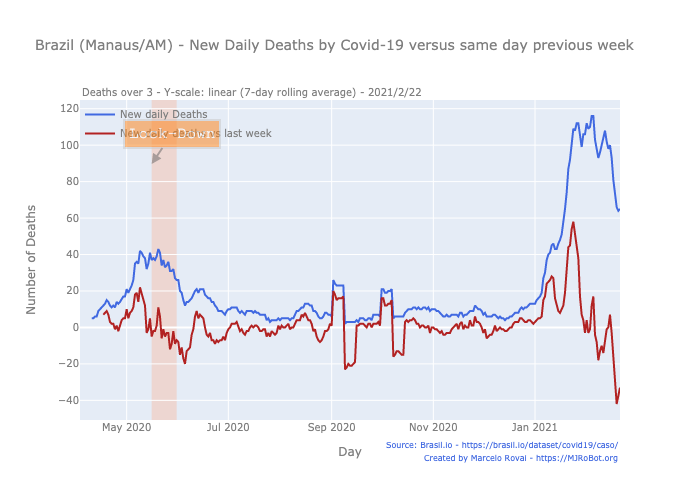 Brazil (Manaus/AM) - New Daily Deaths by Covid-19 versus same day previous week
Deaths over 3 - Y-scale: linear (7-day rolling average) - 2021/2/22
New daily Deaths
New daily deaths vs last week
Lock Down
120
100
80
60
40
20
0
−20
−40
Number of Deaths
May 2020
Jul 2020
Sep 2020
Nov 2020
Jan 2021
Day
Source: Brasil.io - https://brasil.io/dataset/covid19/caso/
Created by Marcelo Rovai - https://MJRoBot.org